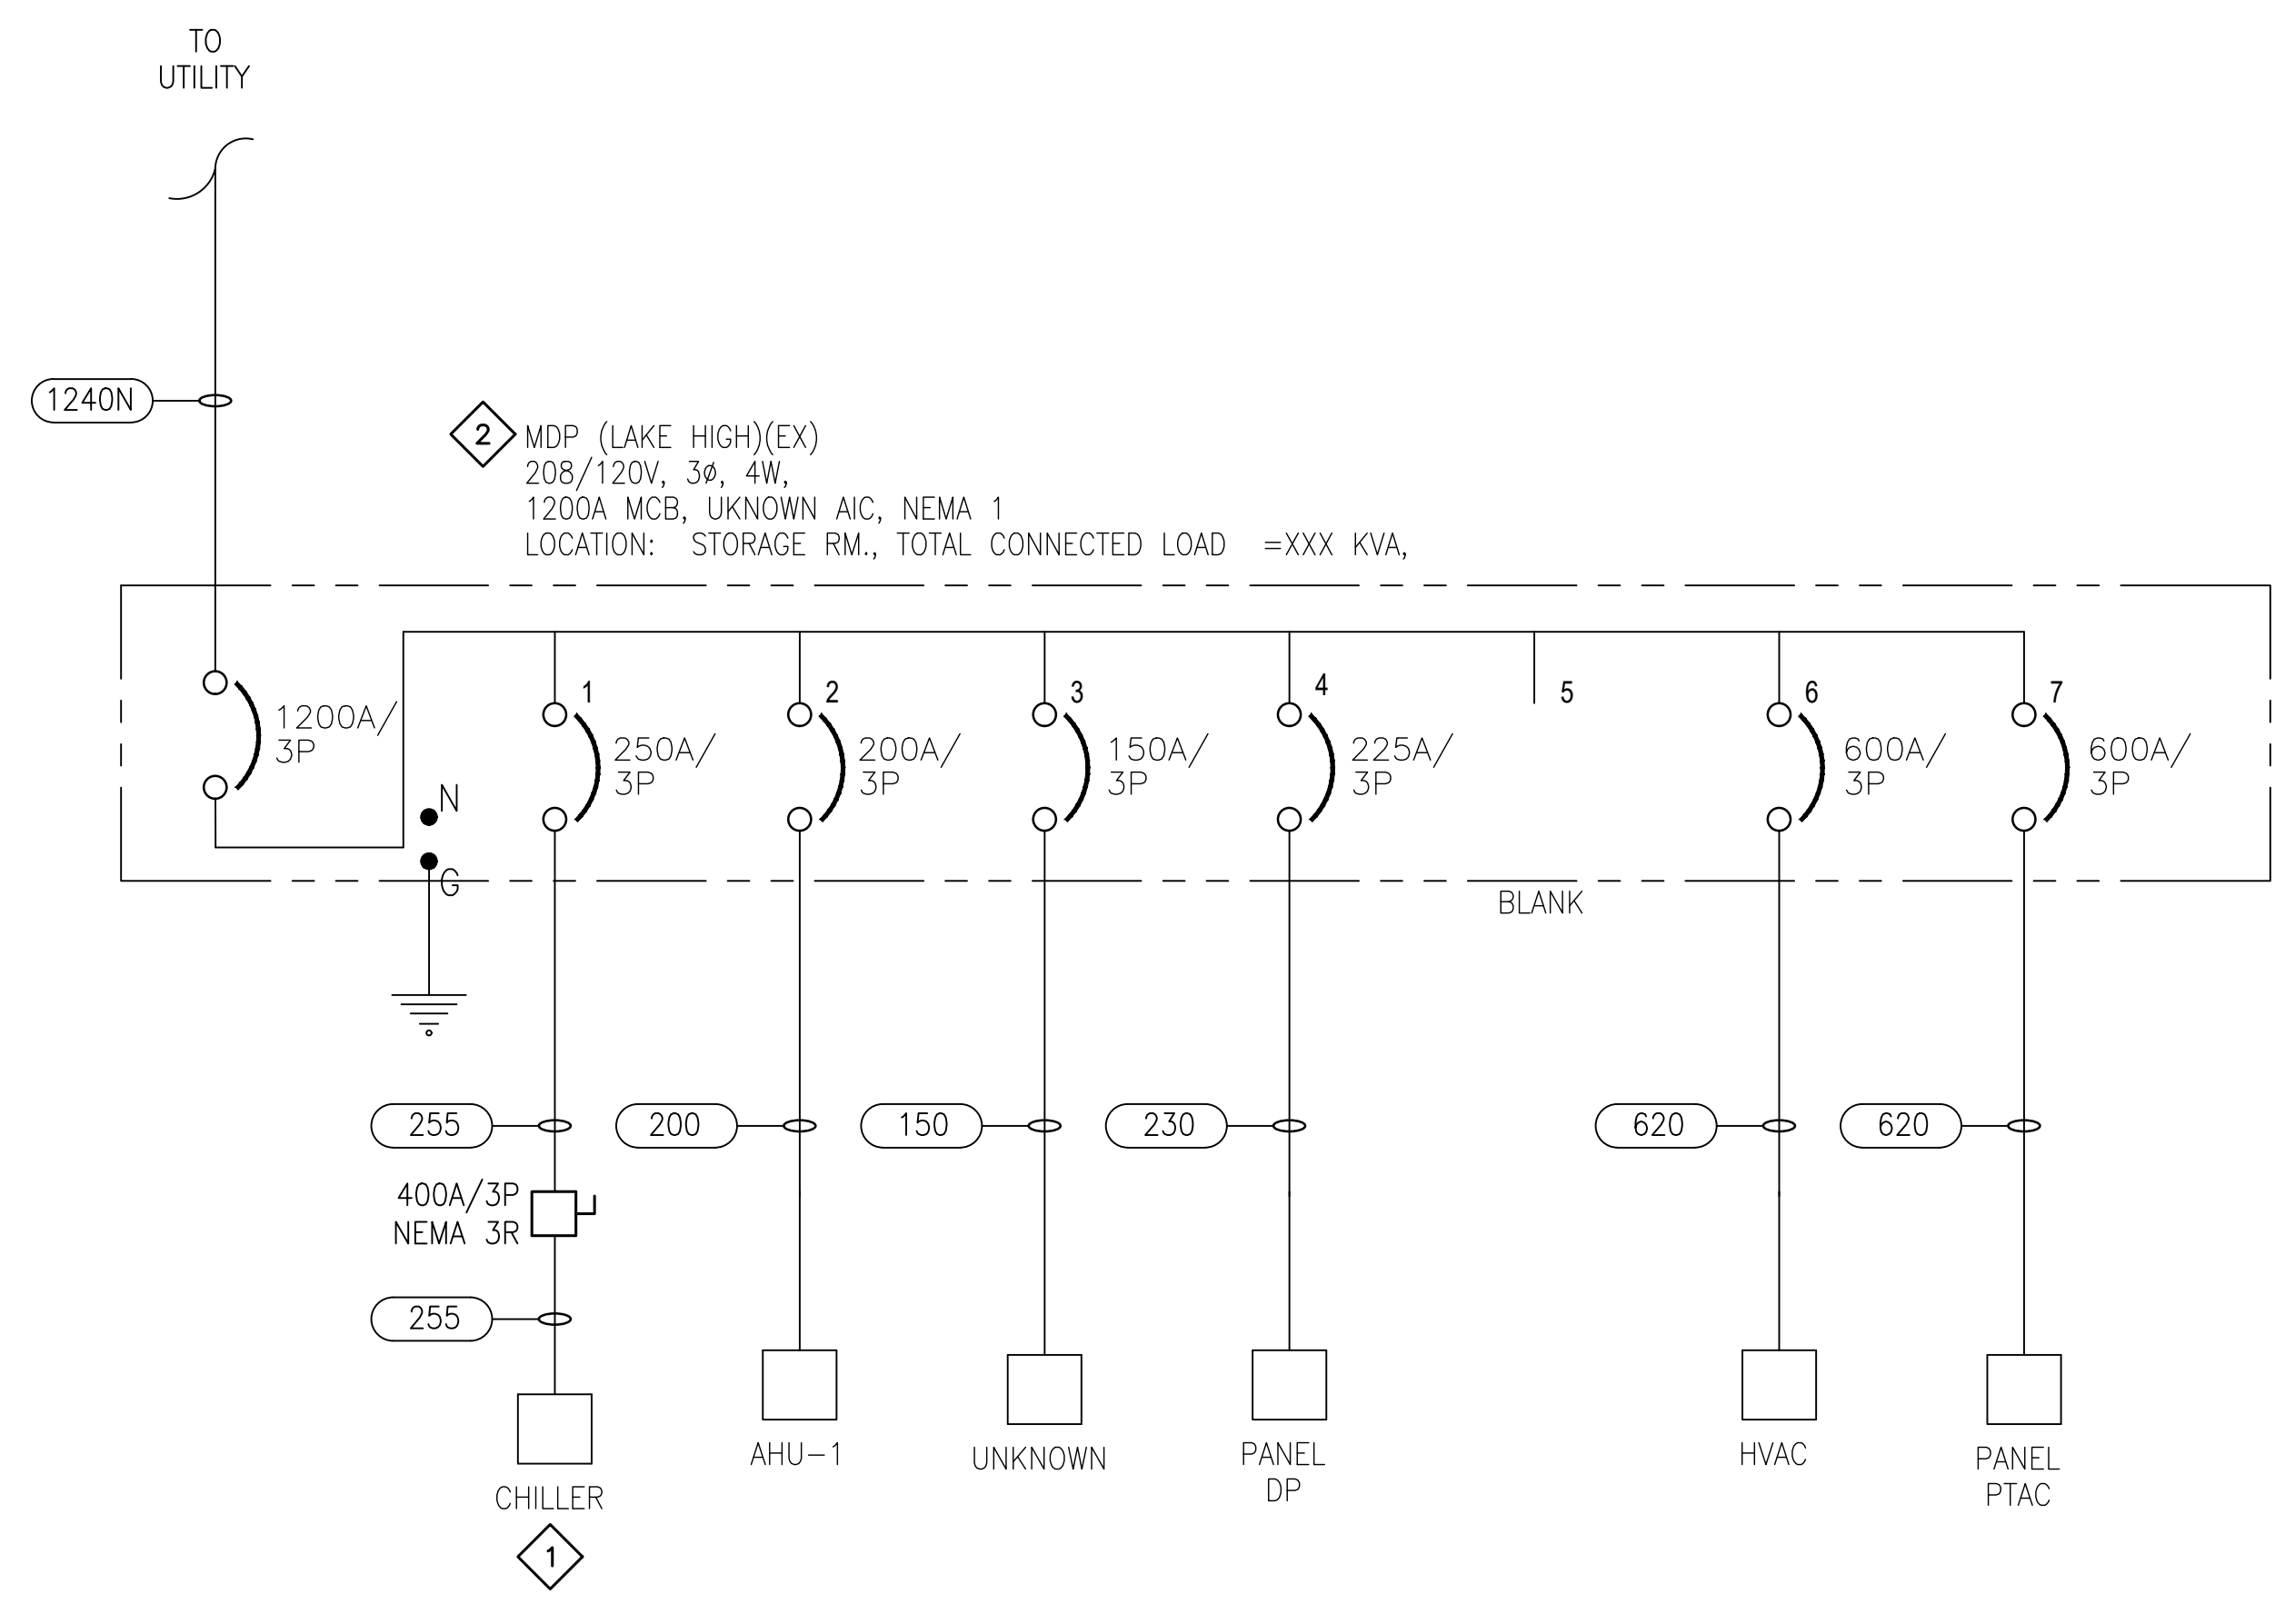 TO
UTILITY
1240N
2
MDP (LAKE HIGH)(EX)
208/120V, 3ø, 4W,
1200A MCB, UKNOWN AIC, NEMA 1
LOCATION: STORAGE RM., TOTAL CONNECTED LOAD =XXX KVA,
1200A/
3P
N
G
1
250A/
3P
2
200A/
3P
3
150A/
3P
4
225A/
3P
5
BLANK
6
600A/
3P
7
600A/
3P
255
200
150
230
620
620
400A/3P
NEMA 3R
255
CHILLER
1
AHU-1
UNKNOWN
PANEL
DP
HVAC
PANEL
PTAC